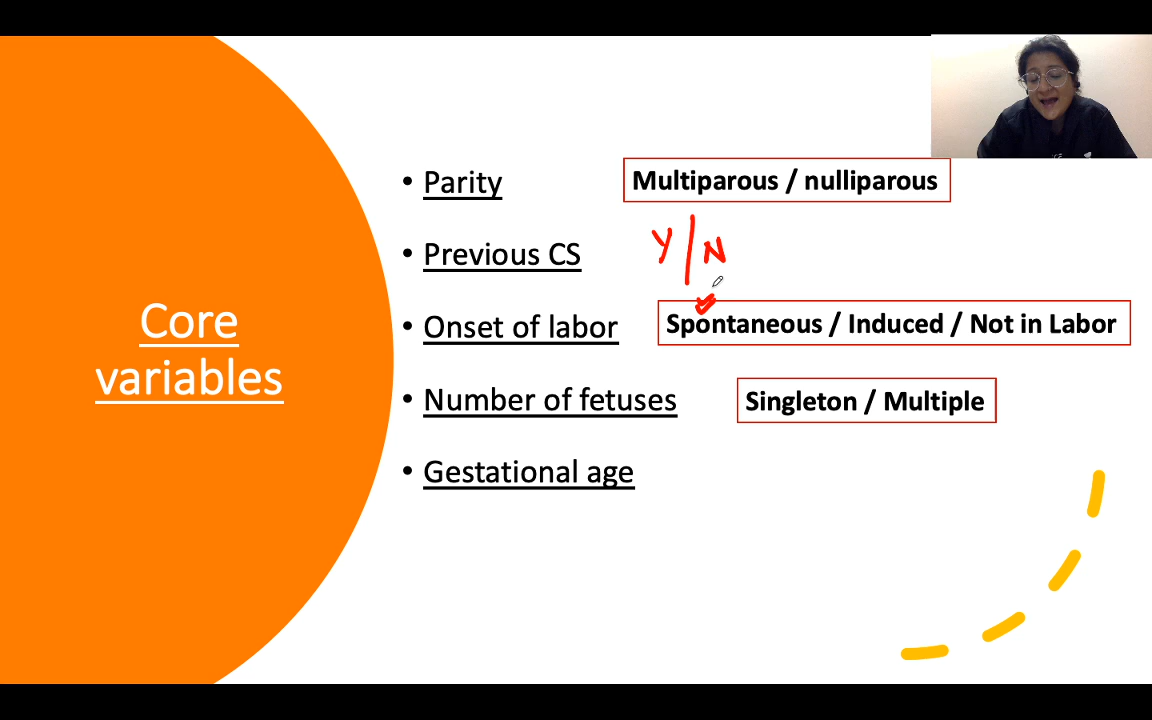 Core
variables
• Parity
Multiparous / nulliparous
• Previous CS
Y/N
• Onset of labor
Spontaneous / Induced / Not in Labor
• Number of fetuses
Singleton / Multiple
• Gestational age